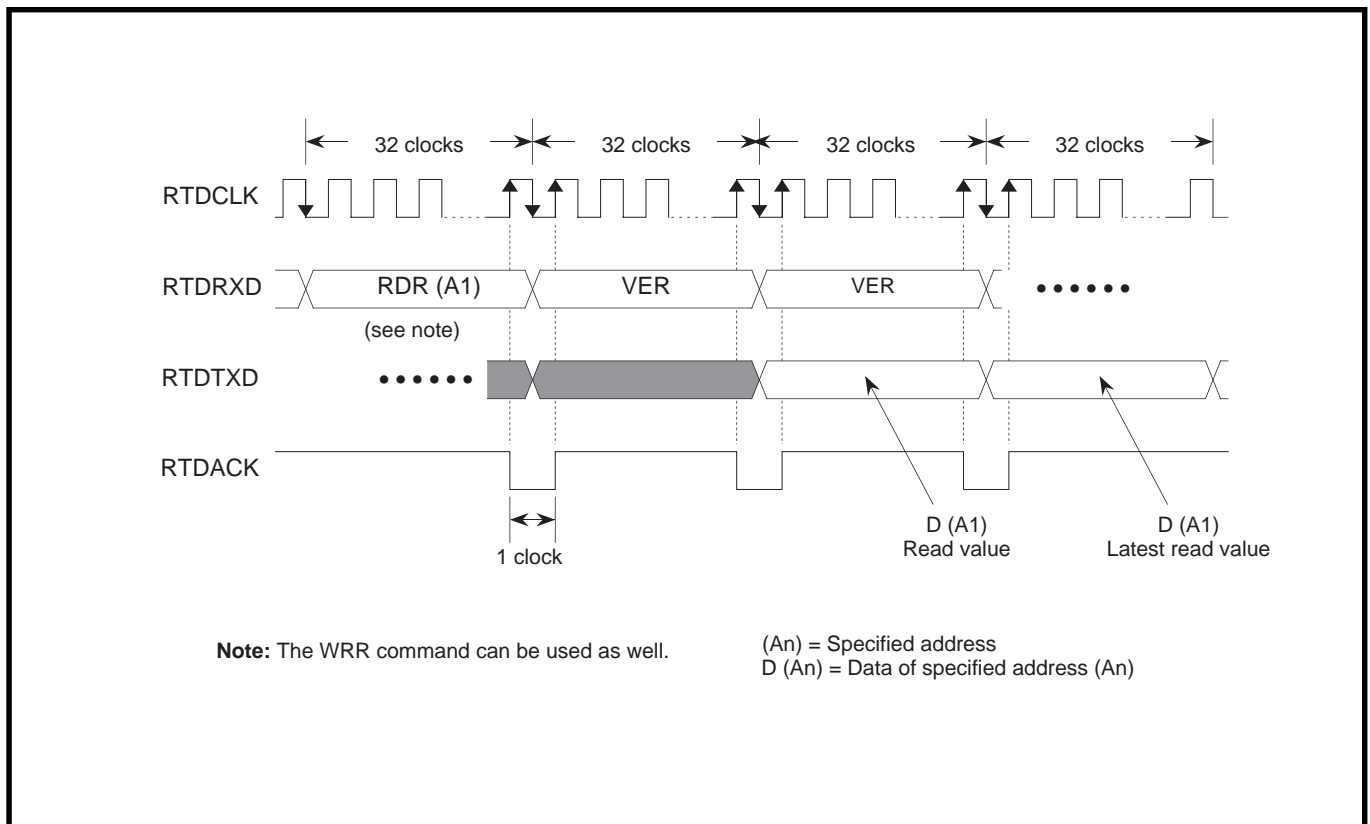 32 clocks
32 clocks
32 clocks
32 clocks
RTDCLK
RTDRXD
RDR (A1)
VER
VER
(see note)
RTDTXD
RTDACK
1 clock
D (A1)
Read value
D (A1)
Latest read value
Note: The WRR command can be used as well.
(An) = Specified address
D (An) = Data of specified address (An)